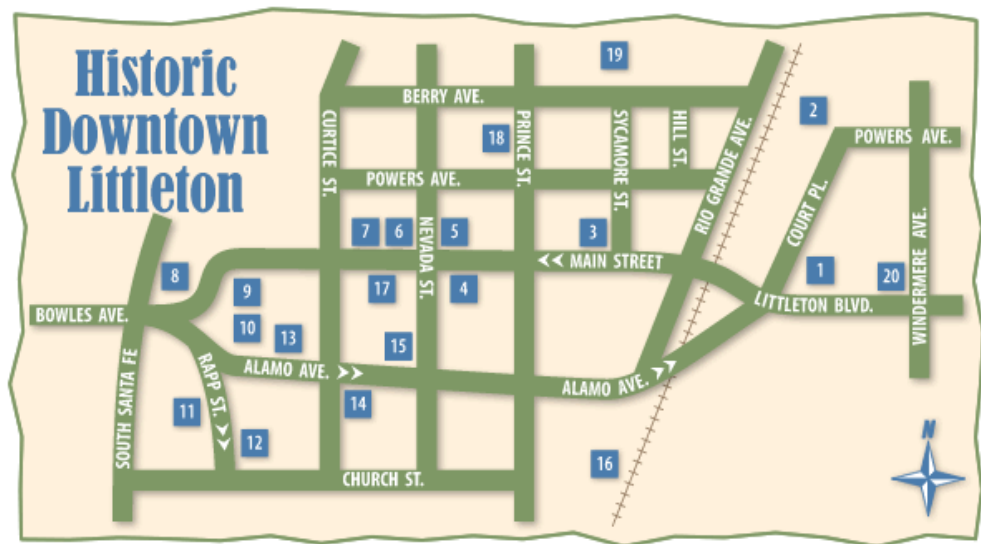 Historic
Downtown
Littleton
19
BERRY AVE.
2
CURTICE ST.
18
PRINCE ST.
SYCAMORE ST.
HILL ST.
RIO GRANDE AVE.
POWERS AVE.
POWERS AVE.
COURT PL.
WINDERMERE AVE.
7
6
NEVADA ST.
5
3
MAIN STREET
8
9
17
4
1
20
BOWLES AVE.
LITTLETON BLVD.
10
13
15
SOUTH SANTA FE
RAPP ST.
ALAMO AVE.
ALAMO AVE.
11
14
12
16
N
CHURCH ST.